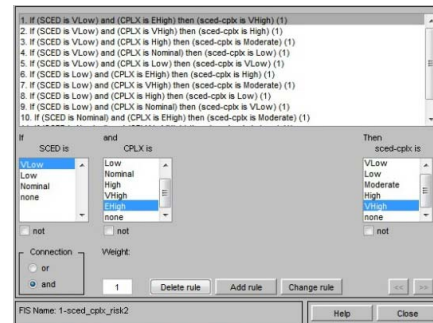 1. If (SCED is VLow) and (CPLX is EHigh) then (sced-cplx is VHigh) (1)
2. If (SCED is VLow) and (CPLX is VHigh) then (sced-cplx is High) (1)
3. If (SCED is VLow) and (CPLX is High) then (sced-cplx is Moderate) (1)
4. If (SCED is VLow) and (CPLX is Nominal) then (sced-cplx is Low) (1)
5. If (SCED is VLow) and (CPLX is Low) then (sced-cplx is VLow) (1)
6. If (SCED is Low) and (CPLX is EHigh) then (sced-cplx is High) (1)
7. If (SCED is Low) and (CPLX is VHigh) then (sced-cplx is Moderate) (1)
8. If (SCED is Low) and (CPLX is High) then (sced-cplx is Low) (1)
9. If (SCED is Low) and (CPLX is Nominal) then (sced-cplx is VLow) (1)
10. If (SCED is Nominal) and (CPLX is EHigh) then (sced-cplx is Moderate) (1)
If and Then
SCED is CPLX is sced-cplx is
VLow Low VLow
Low Nominal Low
Nominal High Moderate
none VHigh High
EHigh VHigh
none none
not not not
Connection Weight:
or
and 1 Delete rule Add rule Change rule << >>
FIS Name: 1-sced_cplx_risk2 Help Close